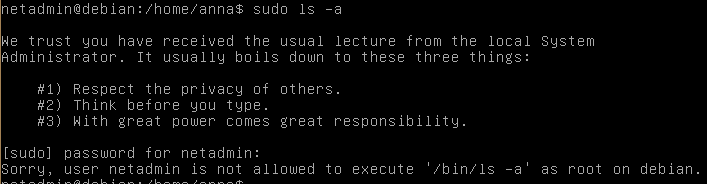 netadmin@debian:/home/anna$ sudo ls -a
We trust you have received the usual lecture from the local System
Administrator. It usually boils down to these three things:
#1) Respect the privacy of others.
#2) Think before you type.
#3) With great power comes great responsibility.
[sudo] password for netadmin:
Sorry, user netadmin is not allowed to execute '/bin/ls -a' as root on debian.
netadmin@debian:/home/anna$